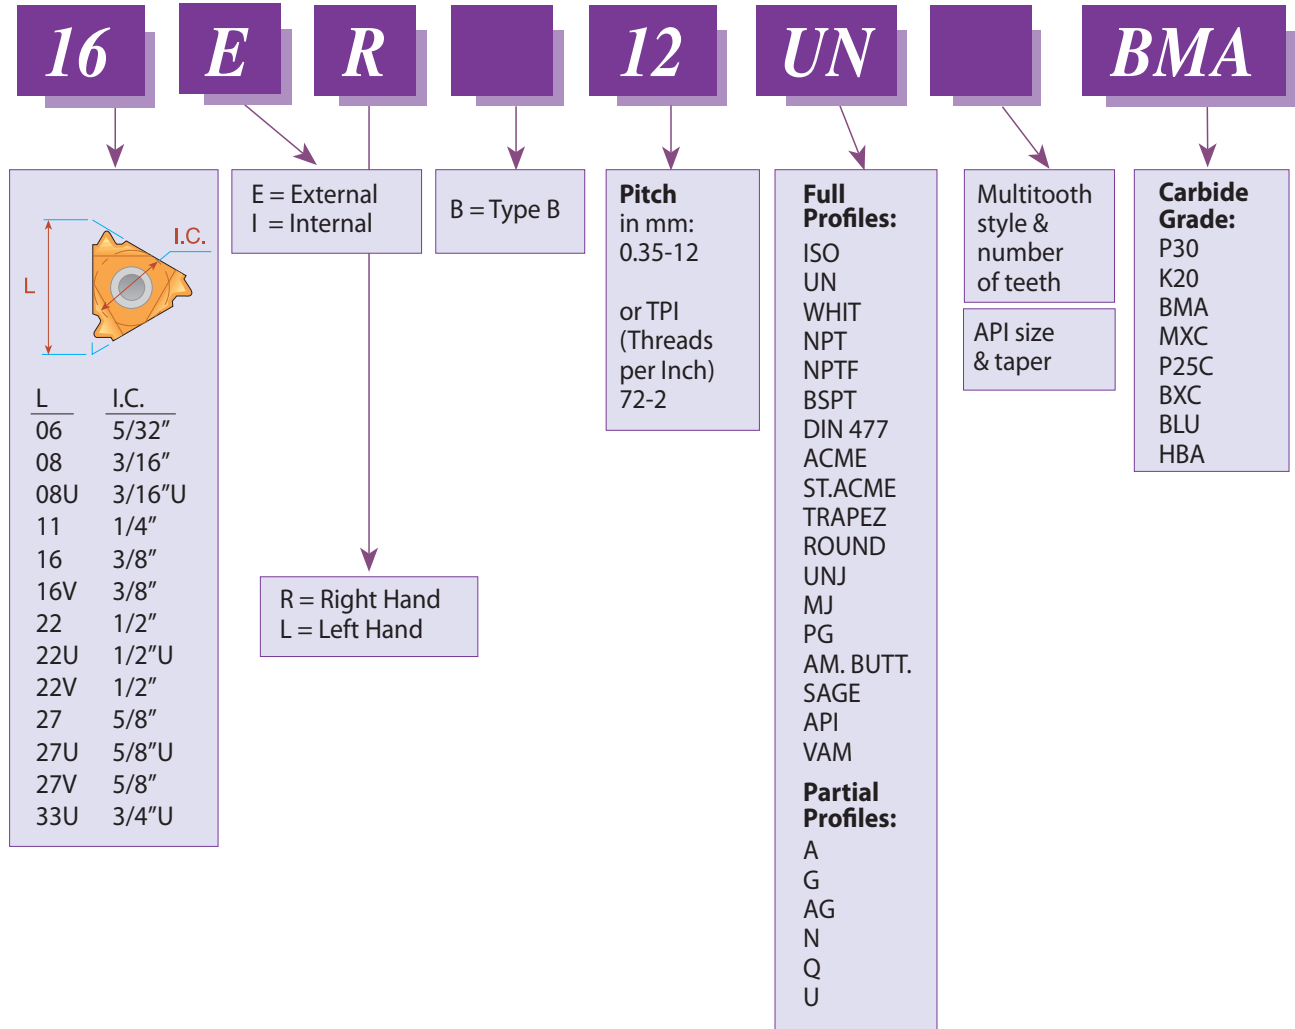 16 E R 12 UN BMA
I.C.
L
L I.C.
06 5/32”
08 3/16”
08U 3/16”U
11 1/4”
16 3/8”
16V 3/8”
22 1/2”
22U 1/2”U
22V 1/2”
27 5/8”
27U 5/8”U
27V 5/8”
33U 3/4”U
E = External
I = Internal
R = Right Hand
L = Left Hand
B = Type B
Pitch
in mm:
0.35-12
or TPI
(Threads
per Inch)
72-2
Full
Profiles:
ISO
UN
WHIT
NPT
NPTF
BSPT
DIN 477
ACME
ST.ACME
TRAPEZ
ROUND
UNJ
MJ
PG
AM. BUTT.
SAGE
API
VAM
Partial
Profiles:
A
G
AG
N
Q
U
Multitooth
style &
number
of teeth
API size
& taper
Carbide
Grade:
P30
K20
BMA
MXC
P25C
BXC
BLU
HBA